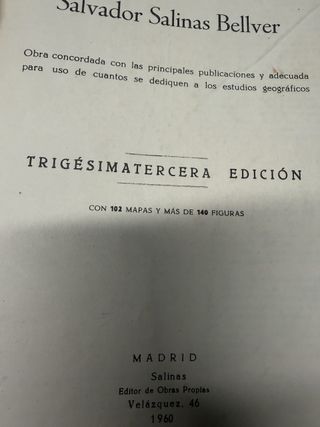 Salvador Salinas Bellver
Obra concordada con las principales publicaciones y adecuada
para uso de cuantos se dediquen a los estudios geográficos
TRIGÉSIMATERCERA EDICIÓN
CON 102 MAPAS Y MÁS DE 140 FIGURAS
MADRID
Salinas
Editor de Obras Propias
Velázquez, 46
1960